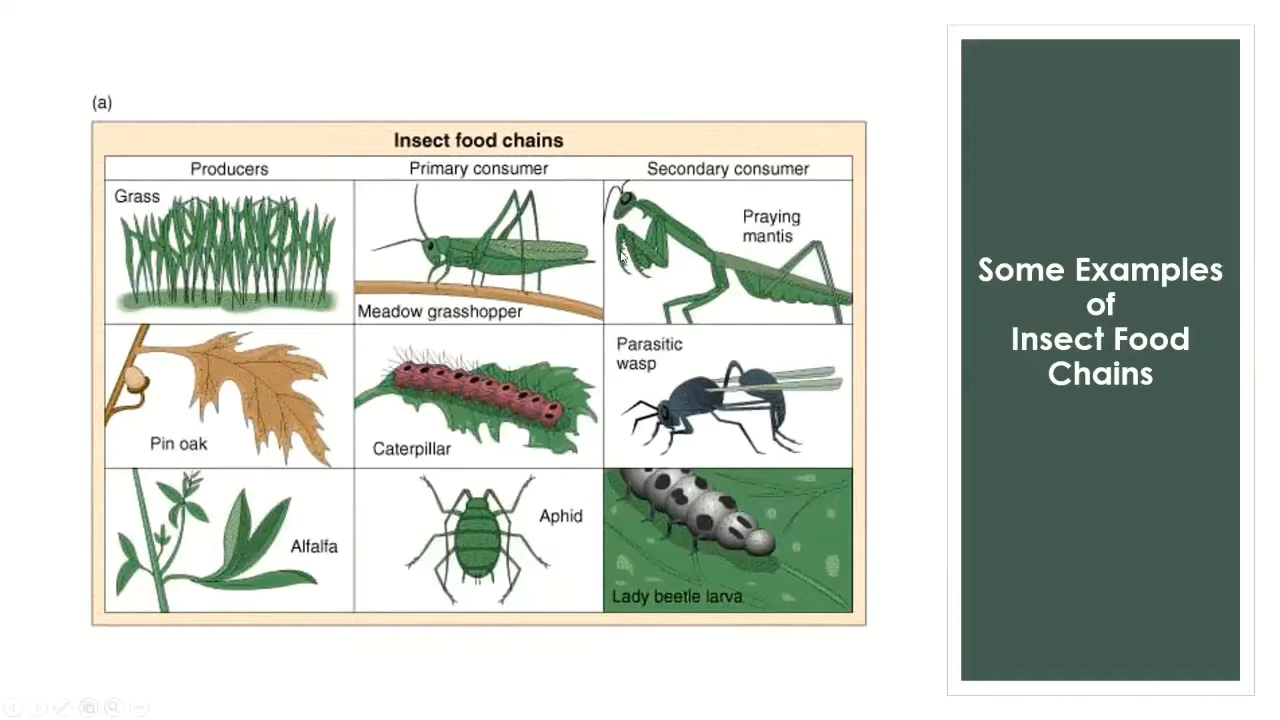 (a)
Insect food chains
Producers
Primary consumer
Secondary consumer
Grass
Meadow grasshopper
Praying
mantis
Pin oak
Caterpillar
Parasitic
wasp
Alfalfa
Aphid
Lady beetle larva
Some Examples
of
Insect Food
Chains